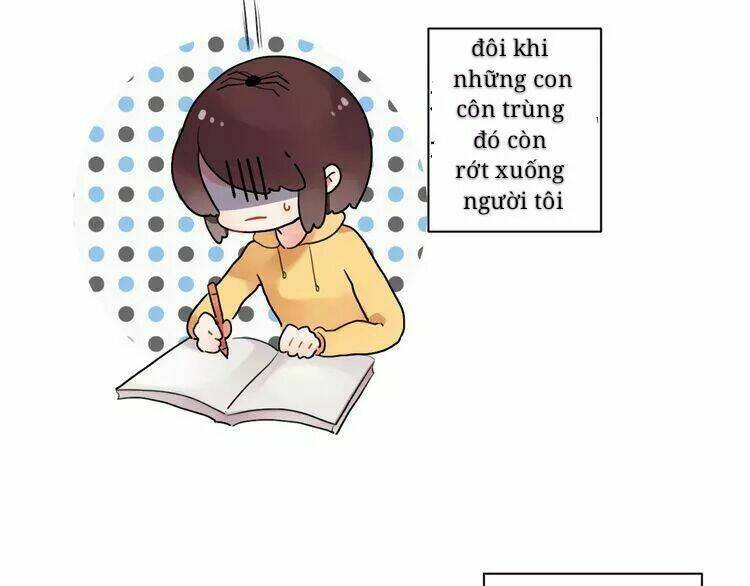 đôi khi
những con
côn trùng
đó còn
rớt xuống
người tôi